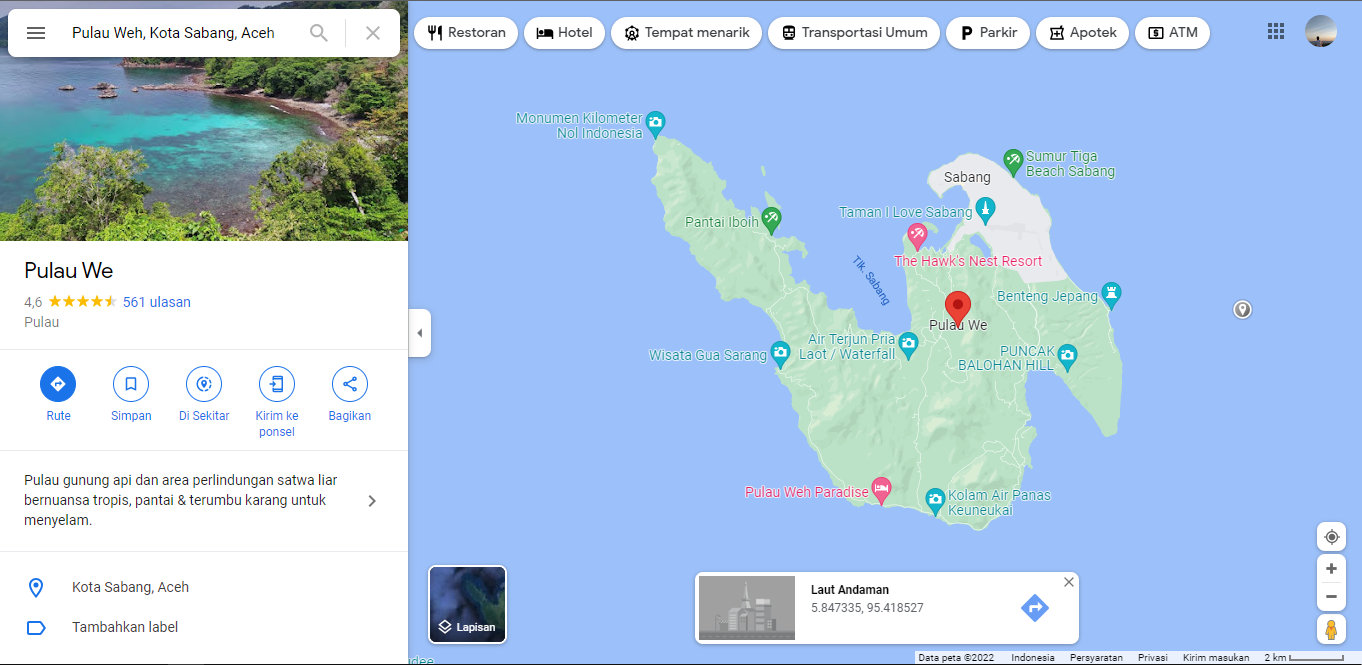 Pulau Weh, Kota Sabang, Aceh
Restoran
Hotel
Tempat menarik
Transportasi Umum
Parkir
Apotek
ATM
Pulau We
4,6
561 ulasan
Pulau
Rute
Simpan
Di Sekitar
Kirim ke
ponsel
Bagikan
Pulau gunung api dan area perlindungan satwa liar
bernuansa tropis, pantai & terumbu karang untuk
menyelam.
Kota Sabang, Aceh
Tambahkan label
Monumen Kilometer
Nol Indonesia
Sumur Tiga
Beach Sabang
Sabang
Taman I Love Sabang
Pantai Iboih
The Hawk's Nest Resort
Tlk. Sabang
Benteng Jepang
Pulau We
Air Terjun Pria
Laot / Waterfall
Wisata Gua Sarang
PUNCAK
BALOHAN HILL
Pulau Weh Paradise
Kolam Air Panas
Keuneukai
Lapisan
Laut Andaman
5.847335, 95.418527
Data peta ©2022
Indonesia
Persyaratan
Privasi
Kirim masukan
2 km